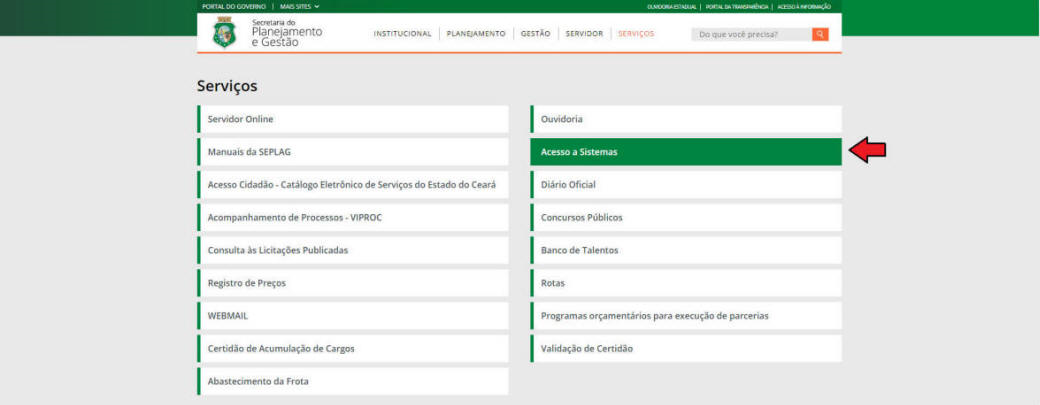 PORTAL DO GOVERNO | MAIS SITES
OUVIDORIA ESTADUAL | PORTAL DA TRANSPARÊNCIA | ACESSO À INFORMAÇÃO
Secretaria do
Planejamento
e Gestão
INSTITUCIONAL | PLANEJAMENTO | GESTÃO | SERVIDOR | SERVIÇOS
Do que você precisa?
Serviços
Servidor Online
Ouvidoria
Manuais da SEPLAG
Acesso a Sistemas
Acesso Cidadão - Catálogo Eletrônico de Serviços do Estado do Ceará
Diário Oficial
Acompanhamento de Processos - VIPROC
Concursos Públicos
Consulta às Licitações Publicadas
Banco de Talentos
Registro de Preços
Rotas
WEBMAIL
Programas orçamentários para execução de parcerias
Certidão de Acumulação de Cargos
Validação de Certidão
Abastecimento da Frota